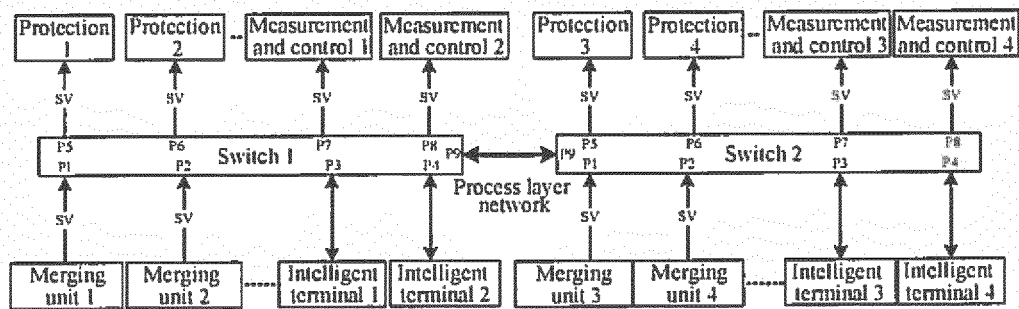 Protection
1
Protection
2
Measurement
and control 1
Measurement
and control 2
Protection
3
Protection
4
Measurement
and control 3
Measurement
and control 4
SV
SV
SV
SV
SV
SV
SV
SV
P5
P6
P7
P8
P1
P2
Switch 1
P3
P4
P9
P9
P5
P6
P7
P8
P1
P2
Switch 2
P3
P4
Process layer
network
SV
SV
SV
SV
Merging
unit 1
Merging
unit 2
Intelligent
terminal 1
Intelligent
terminal 2
Merging
unit 3
Merging
unit 4
Intelligent
terminal 3
Intelligent
terminal 4